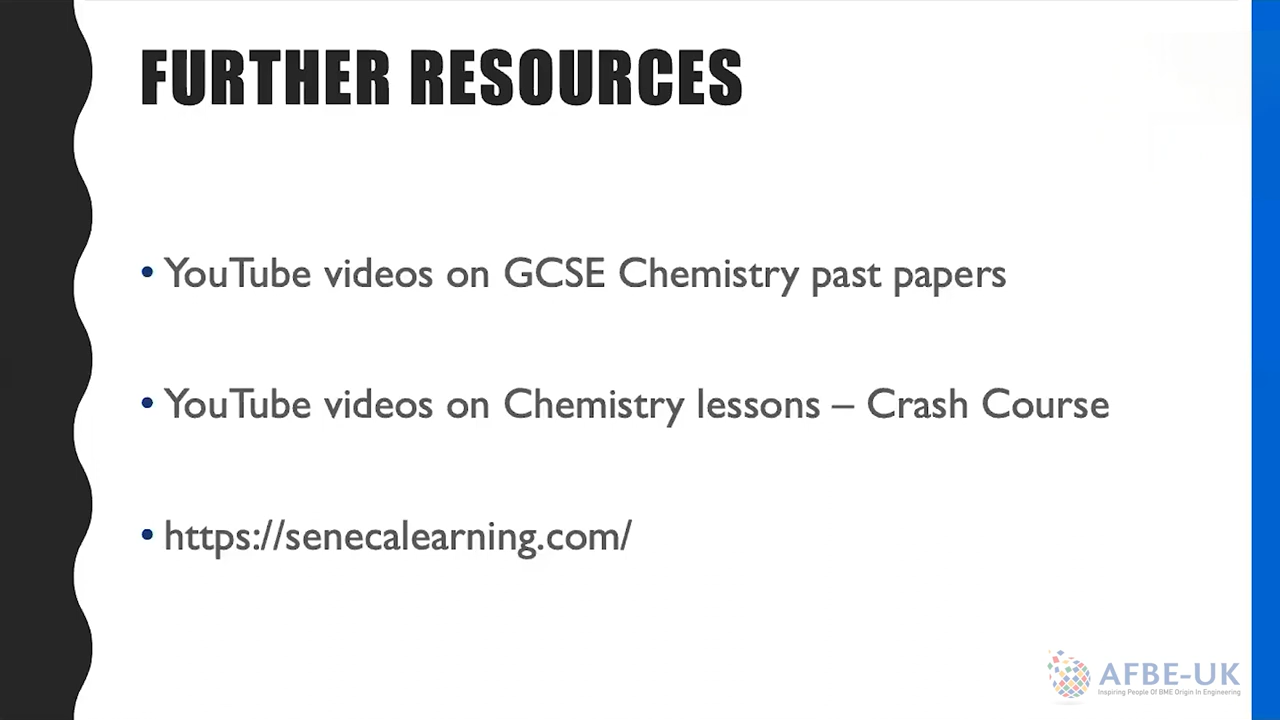 FURTHER RESOURCES
• YouTube videos on GCSE Chemistry past papers
• YouTube videos on Chemistry lessons – Crash Course
• https://senecalearning.com/
AFBE-UK
Inspiring People Of BME Origin In Engineering